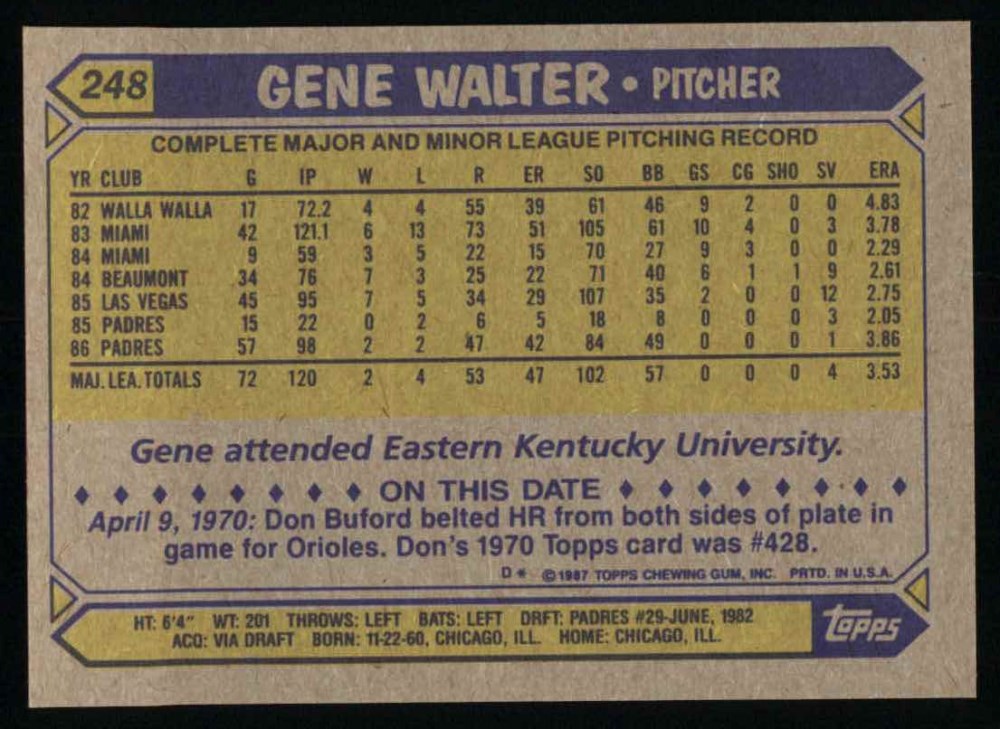 248 GENE WALTER • PITCHER
COMPLETE MAJOR AND MINOR LEAGUE PITCHING RECORD
YR CLUB G IP W L R ER SO BB GS CG SHO SV ERA
82 WALLA WALLA 17 72.2 4 4 55 39 61 46 9 2 0 0 4.83
83 MIAMI 42 121.1 6 13 73 51 105 61 10 4 0 3 3.78
84 MIAMI 9 59 3 5 22 15 70 27 9 3 0 0 2.29
84 BEAUMONT 34 76 7 3 25 22 71 40 6 1 1 9 2.61
85 LAS VEGAS 45 95 7 5 34 29 107 35 2 0 0 12 2.75
85 PADRES 15 22 0 2 6 5 18 8 0 0 0 3 2.05
86 PADRES 57 98 2 2 47 42 84 49 0 0 0 1 3.86
MAJ. LEA. TOTALS 72 120 2 4 53 47 102 57 0 0 0 4 3.53
Gene attended Eastern Kentucky University.
♦ ♦ ♦ ♦ ♦ ♦ ♦ ♦ ON THIS DATE ♦ ♦ ♦ ♦ ♦ ♦ ♦ ♦
April 9, 1970: Don Buford belted HR from both sides of plate in
game for Orioles. Don's 1970 Topps card was #428.
D* ©1987 TOPPS CHEWING GUM, INC. PRTD. IN U.S.A.
HT: 6'4" WT: 201 THROWS: LEFT BATS: LEFT DRFT: PADRES #29-JUNE, 1982
ACQ: VIA DRAFT BORN: 11-22-60, CHICAGO, ILL. HOME: CHICAGO, ILL.
topps